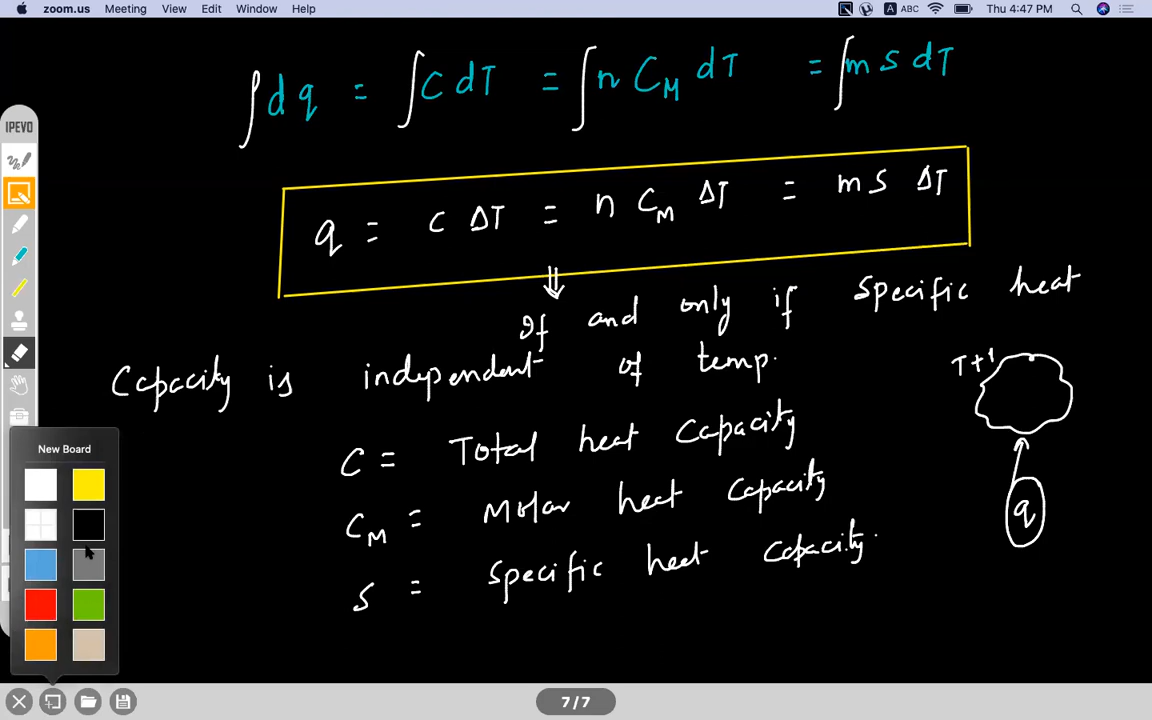 zoom.us Meeting View Edit Window Help ABC Thu 4:47 PM
∫dq = ∫C dT = ∫n C_M dT = ∫m s dT
IPEVO
q = C ΔT = n C_M ΔT = m s ΔT
⇓
If and only if Specific heat
Capacity is independent of temp.
T+1
C = Total heat Capacity
New Board
C_M = Molar heat Capacity
q
s = Specific heat Capacity.
7/7